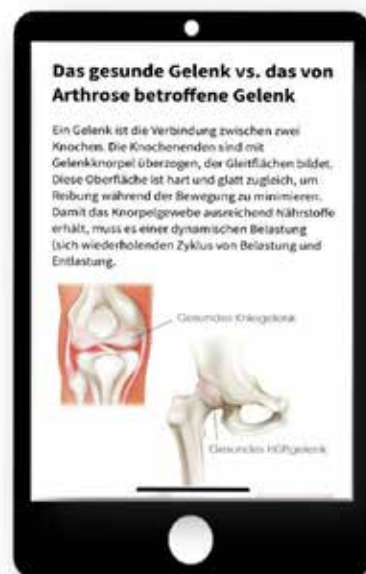 Das gesunde Gelenk vs. das von
Arthrose betroffene Gelenk
Ein Gelenk ist die Verbindung zwischen zwei
Knochen. Die Knochenenden sind mit
Gelenkknorpel überzogen, der Gleitflächen bildet.
Diese Oberfläche ist hart und glatt zugleich, um
Reibung während der Bewegung zu minimieren.
Damit das Knorpelgewebe ausreichend Nährstoffe
erhält, muss es einer dynamischen Belastung
(sich wiederholenden Zyklus von Belastung und
Entlastung.
Gesundes Kniegelenk
Gesundes Hüftgelenk